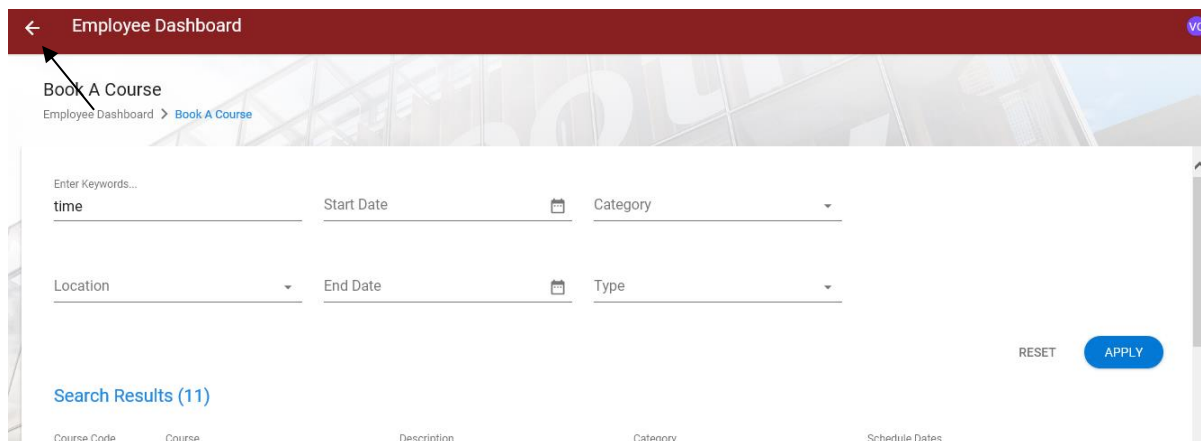 Employee Dashboard
VC
Book A Course
Employee Dashboard > Book A Course
Enter Keywords...
time
Start Date
Category
Location
End Date
Type
RESET
APPLY
Search Results (11)
Course Code Course Description Category Schedule Dates